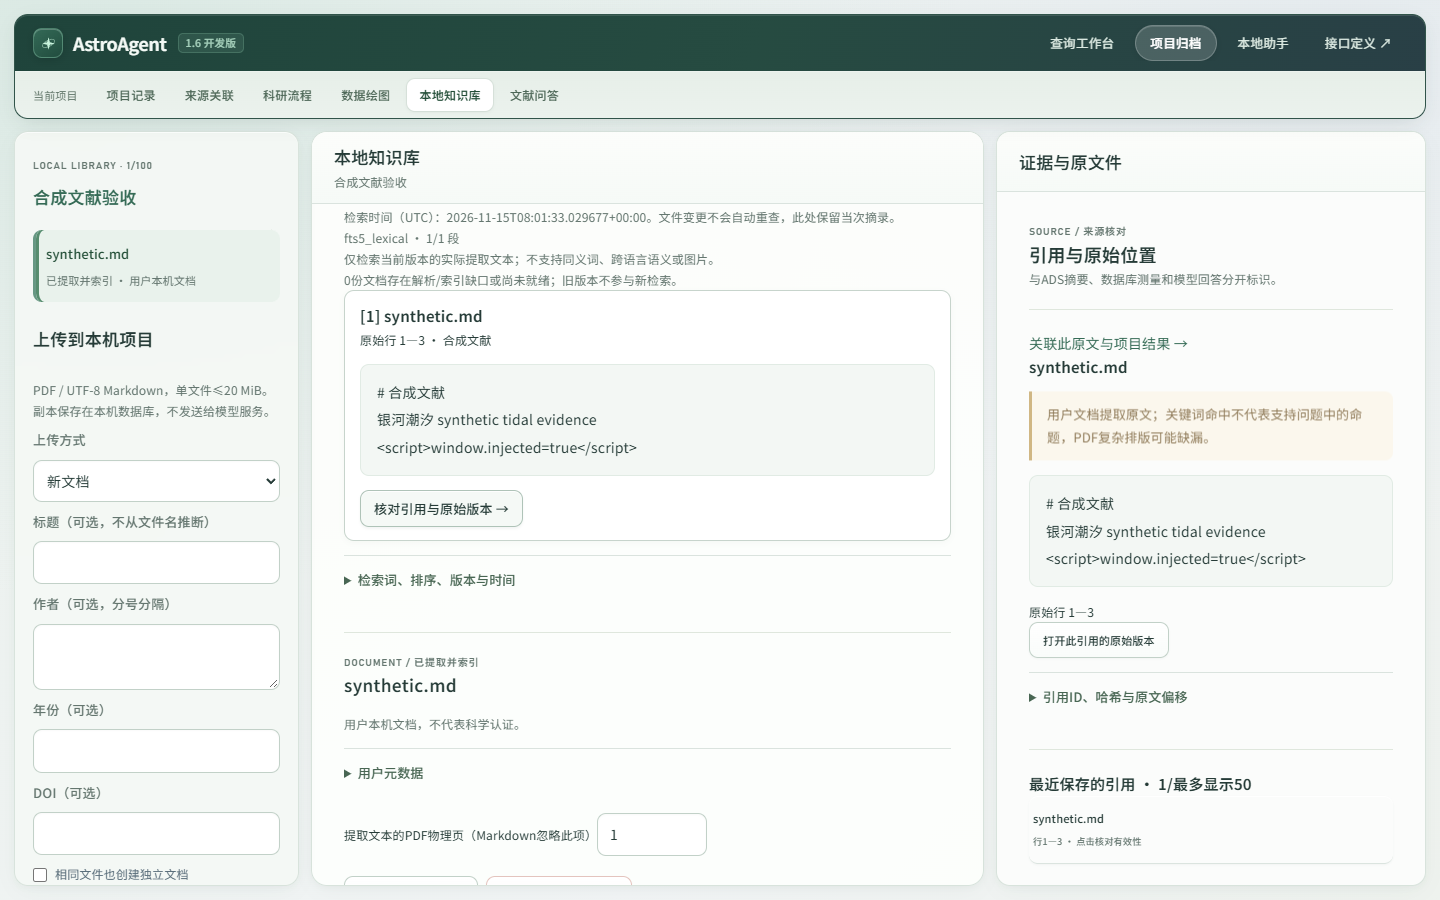 AstroAgent
1.6 开发版
查询工作台
项目归档
本地助手
接口定义 ↗
当前项目
项目记录
来源关联
科研流程
数据绘图
本地知识库
文献问答
LOCAL LIBRARY · 1/100
合成文献验收
synthetic.md
已提取并索引 · 用户本机文档
上传到本机项目
PDF / UTF-8 Markdown，单文件≤20 MiB。
副本保存在本机数据库，不发送给模型服务。
上传方式
新文档
标题（可选，不从文件名推断）
作者（可选，分号分隔）
年份（可选）
DOI（可选）
相同文件也创建独立文档
本地知识库
合成文献验收
检索时间（UTC）：2026-11-15T08:01:33.029677+00:00。文件变更不会自动重查，此处保留当次摘录。
fts5_lexical · 1/1 段
仅检索当前版本的实际提取文本；不支持同义词、跨语言语义或图片。
0份文档存在解析/索引缺口或尚未就绪；旧版本不参与新检索。
[1] synthetic.md
原始行 1—3 · 合成文献
# 合成文献
银河潮汐 synthetic tidal evidence
<script>window.injected=true</script>
核对引用与原始版本 →
▶ 检索词、排序、版本与时间
DOCUMENT / 已提取并索引
synthetic.md
用户本机文档，不代表科学认证。
▶ 用户元数据
提取文本的PDF物理页（Markdown忽略此项）
1
证据与原文件
SOURCE / 来源核对
引用与原始位置
与ADS摘要、数据库测量和模型回答分开标识。
关联此原文与项目结果 →
synthetic.md
用户文档提取原文；关键词命中不代表支持问题中的命
题，PDF复杂排版可能缺漏。
# 合成文献
银河潮汐 synthetic tidal evidence
<script>window.injected=true</script>
原始行 1—3
打开此引用的原始版本
▶ 引用ID、哈希与原文偏移
最近保存的引用 · 1/最多显示50
synthetic.md
行1—3 · 点击核对有效性